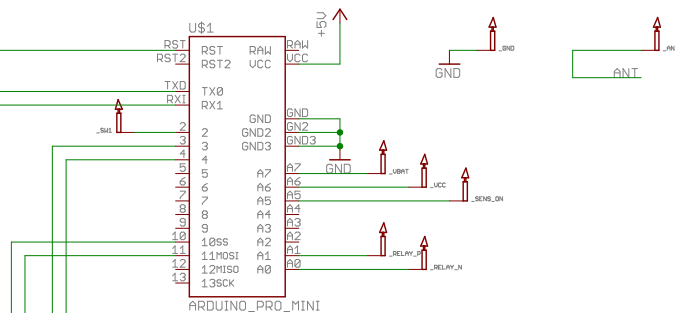 U$1
+5V
RST
RST
RAW
RAW
RST2
RST2
VCC
VCC
_GND
_AN
GND
ANT
TXD
TX0
RXI
RX1
GND
GND
_SW1
2
2
GND2
GN2
3
3
GND3
GND3
4
4
GND
5
5
A7
A7
_VBAT
6
6
A6
A6
_VCC
7
7
A5
A5
_SENS_ON
8
8
A4
A4
9
9
A3
A3
10
10SS
A2
A2
11
11MOSI
A1
A1
_RELAY_P
12
12MISO
A0
A0
_RELAY_N
13
13SCK
ARDUINO_PRO_MINI